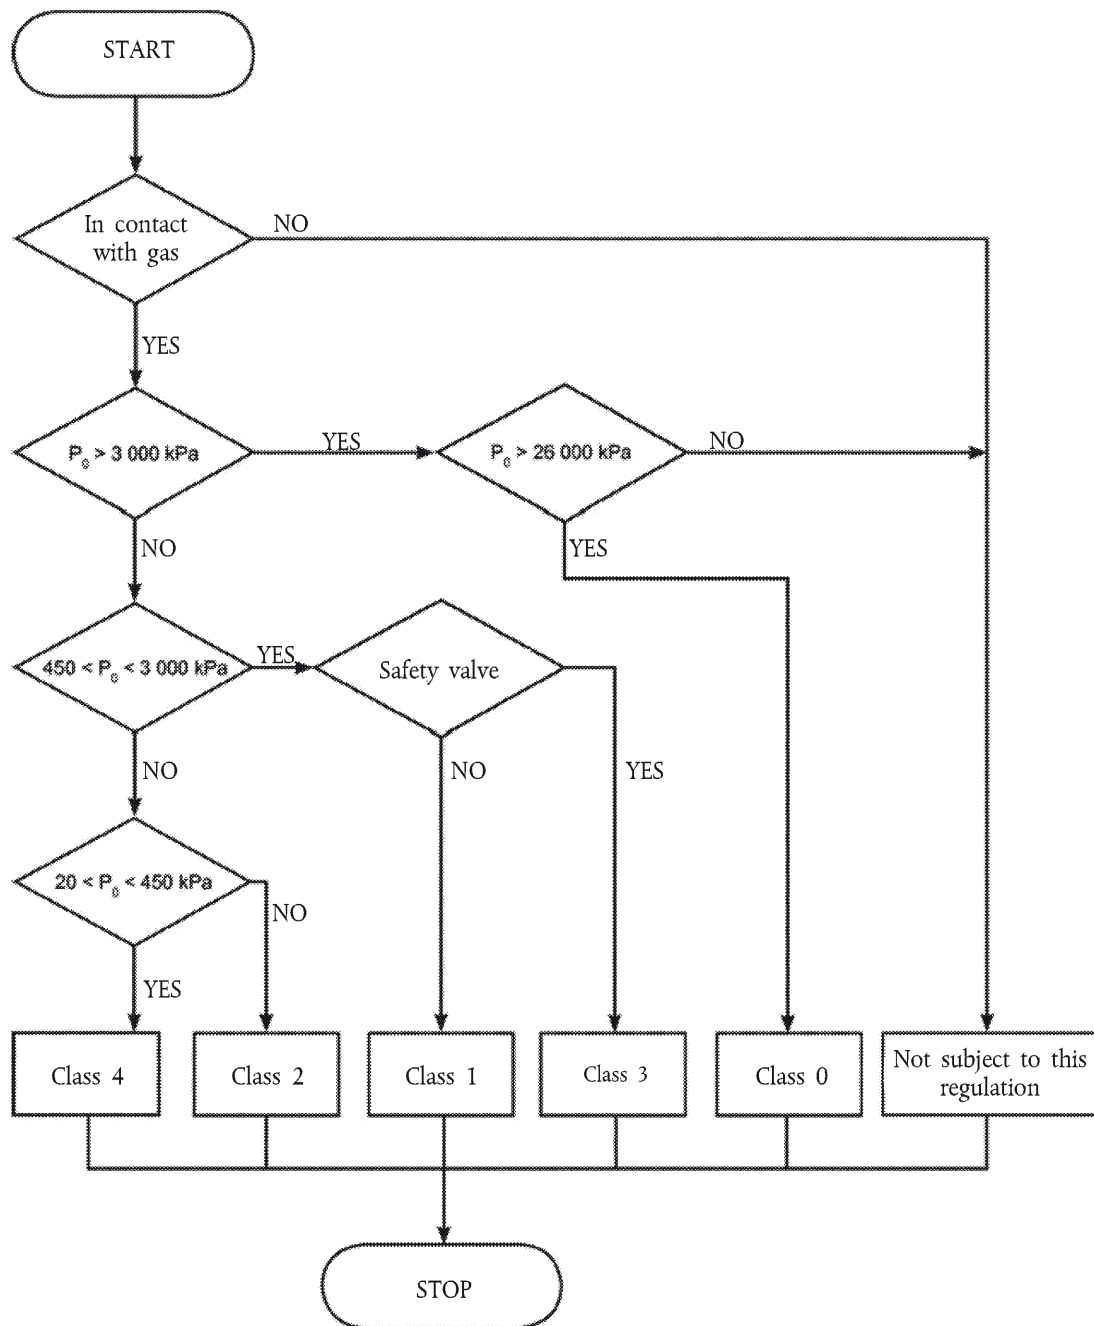 START
In contact
with gas
NO
YES
P₀ > 3 000 kPa
YES
P₀ > 26 000 kPa
NO
NO
YES
450 < P₀ < 3 000 kPa
YES
Safety valve
NO
NO
YES
20 < P₀ < 450 kPa
NO
YES
Class 4
Class 2
Class 1
Class 3
Class 0
Not subject to this
regulation
STOP